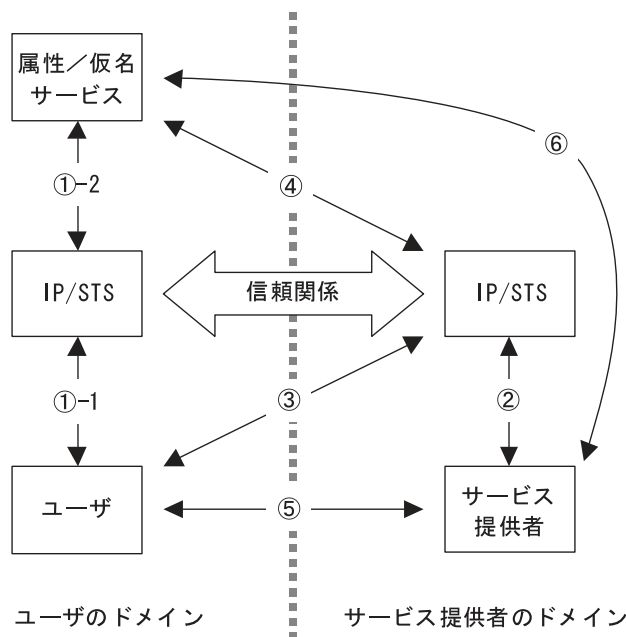 属性／仮名
サービス
⑥
①-2
④
IP/STS
信頼関係
IP/STS
①-1
③
②
ユーザ
⑤
サービス
提供者
ユーザのドメイン
サービス提供者のドメイン